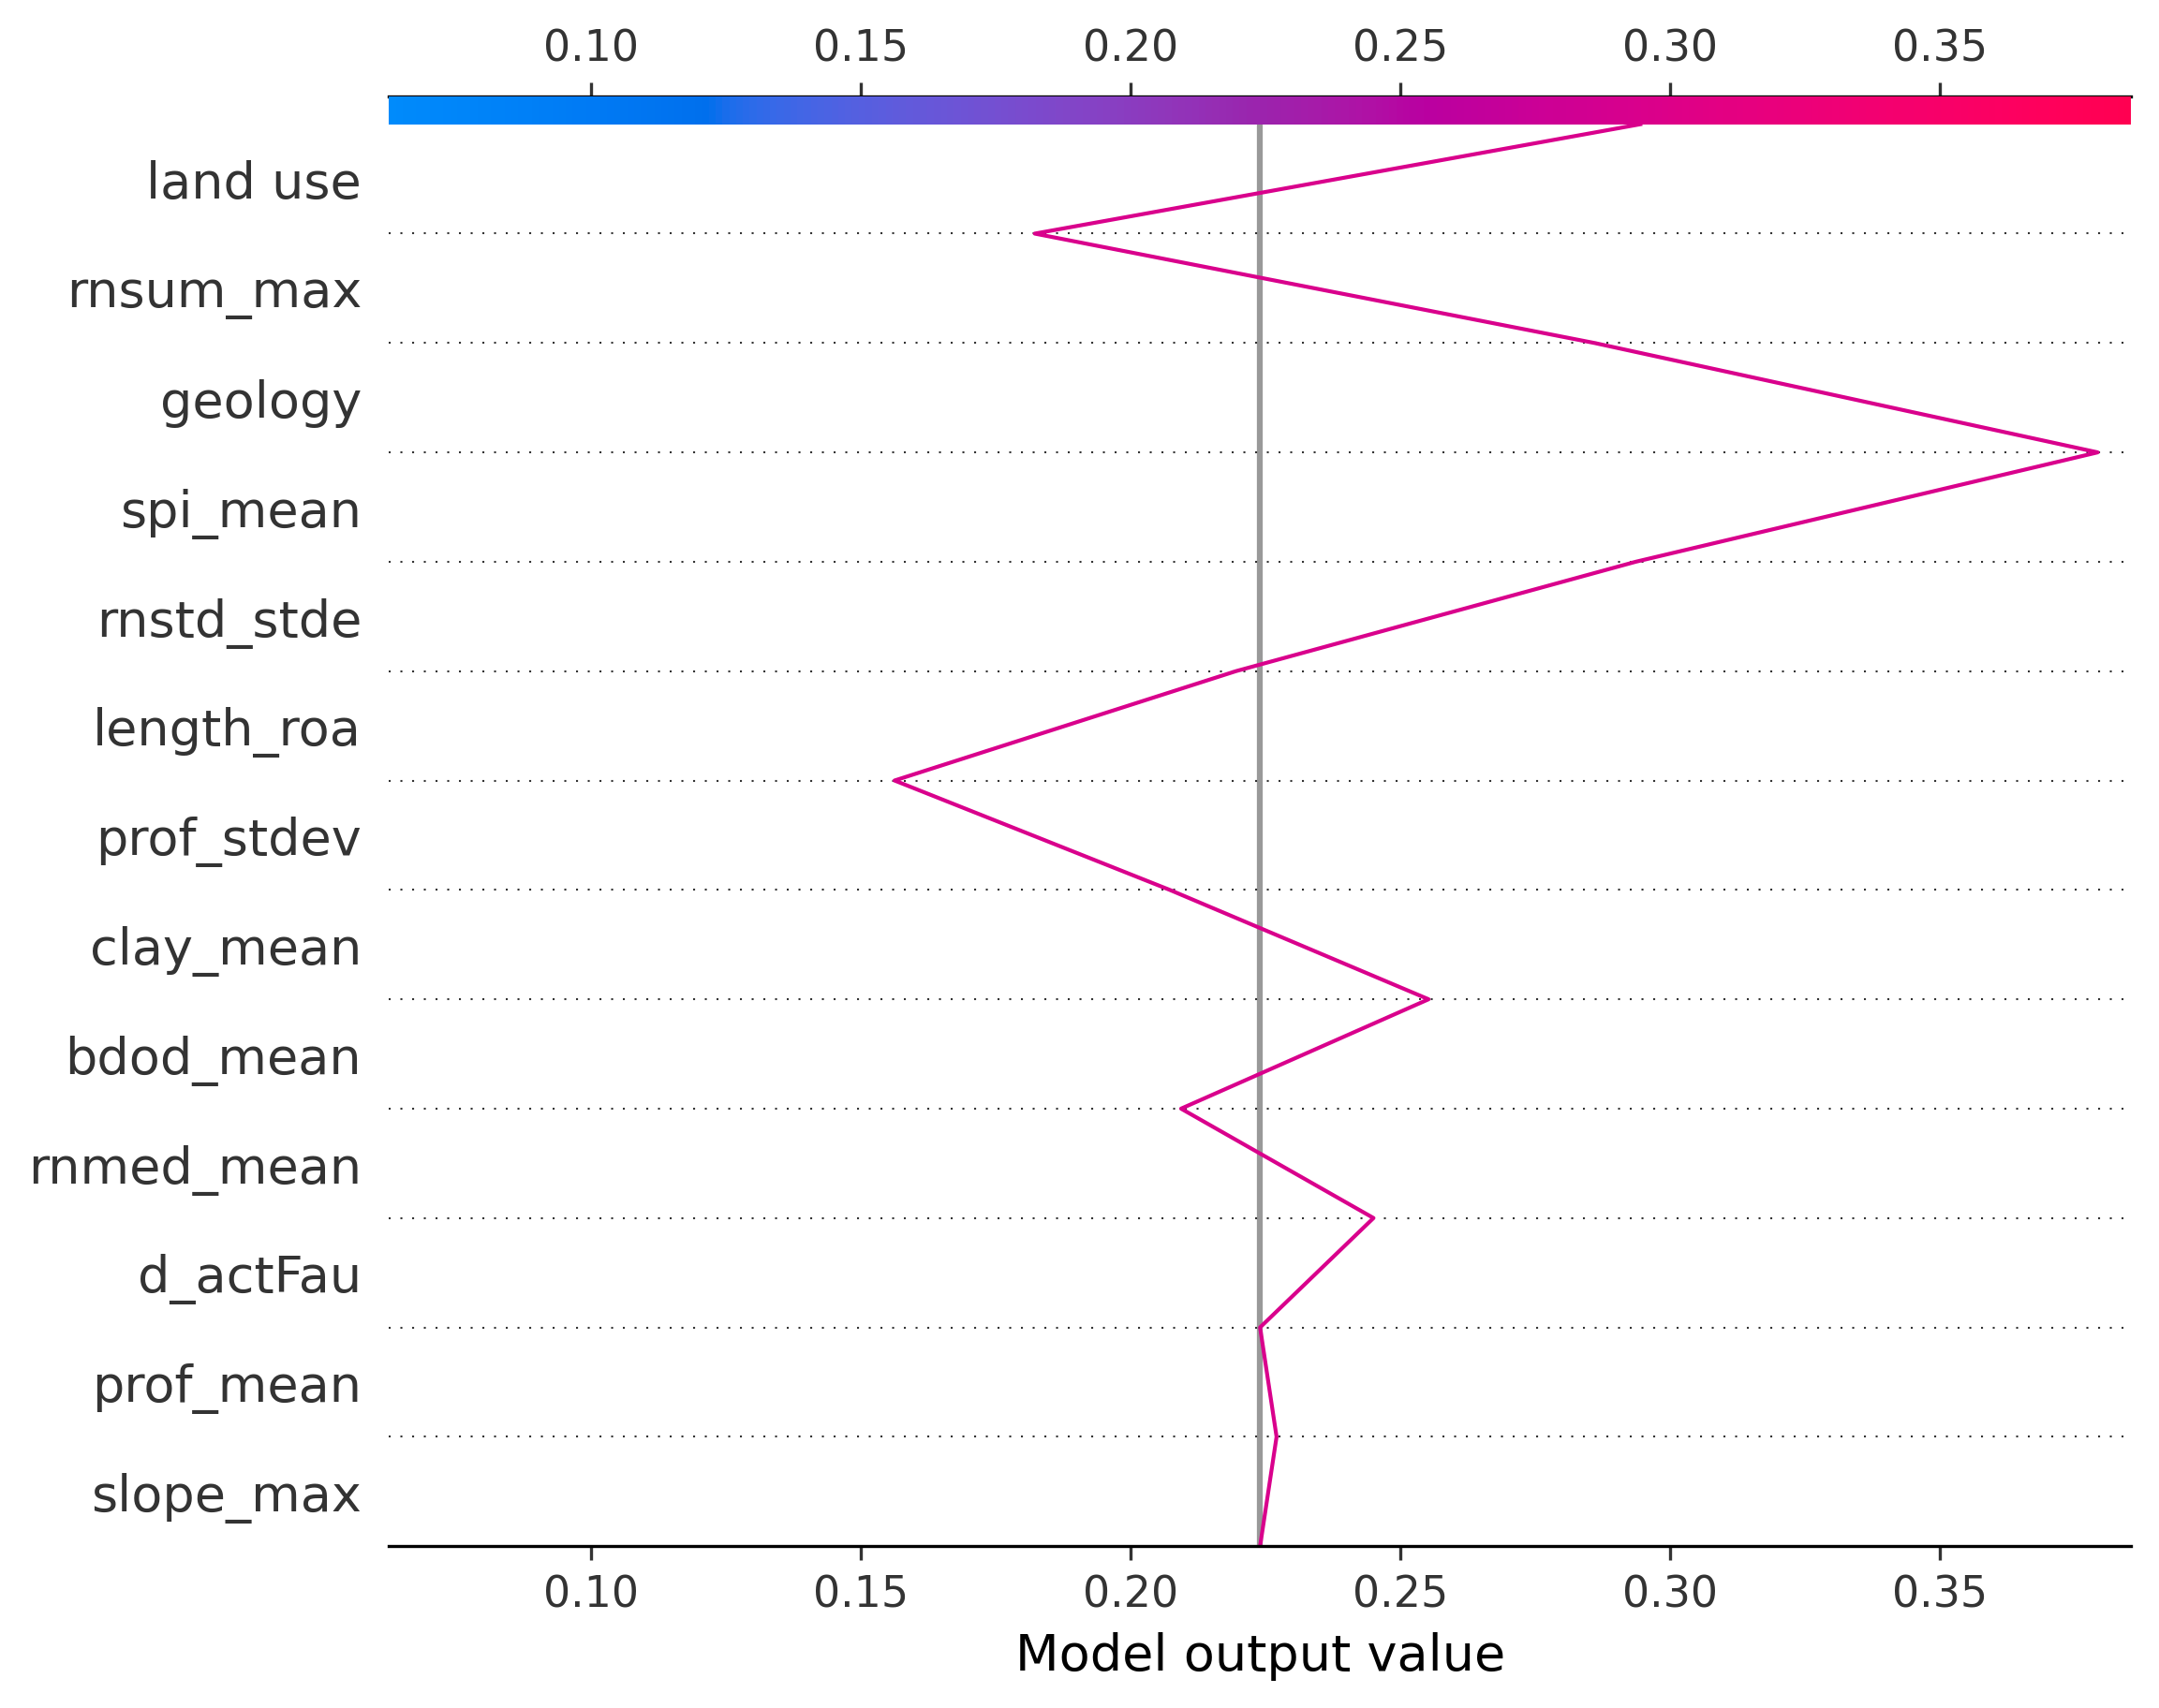 0.10 0.15 0.20 0.25 0.30 0.35
land use
rnsum_max
geology
spi_mean
rnstd_stde
length_roa
prof_stdev
clay_mean
bdod_mean
rnmed_mean
d_actFau
prof_mean
slope_max
0.10 0.15 0.20 0.25 0.30 0.35
Model output value